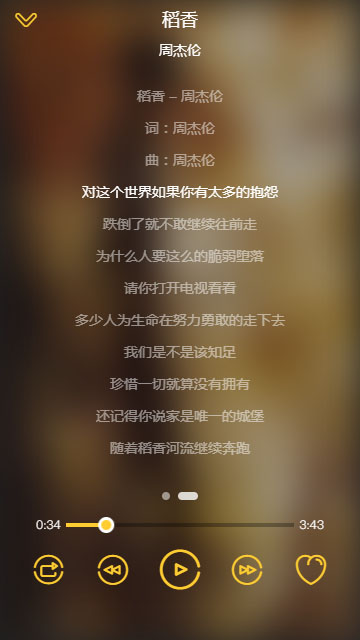 稻香
周杰伦
稻香 – 周杰伦
词：周杰伦
曲：周杰伦
对这个世界如果你有太多的抱怨
跌倒了就不敢继续往前走
为什么人要这么的脆弱堕落
请你打开电视看看
多少人为生命在努力勇敢的走下去
我们是不是该知足
珍惜一切就算没有拥有
还记得你说家是唯一的城堡
随着稻香河流继续奔跑
0:34
3:43